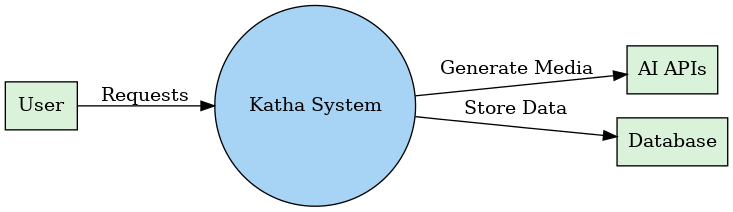 User
Requests
Katha System
Generate Media
AI APIs
Store Data
Database